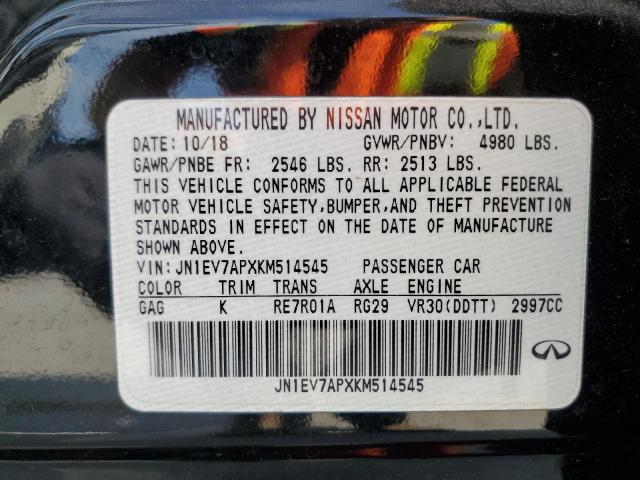 MANUFACTURED BY NISSAN MOTOR CO.,LTD.
DATE: 10/18 GVWR/PNBV: 4980 LBS.
GAWR/PNBE FR: 2546 LBS. RR: 2513 LBS.
THIS VEHICLE CONFORMS TO ALL APPLICABLE FEDERAL
MOTOR VEHICLE SAFETY,BUMPER,AND THEFT PREVENTION
STANDARDS IN EFFECT ON THE DATE OF MANUFACTURE
SHOWN ABOVE.
VIN:JN1EV7APXKM514545 PASSENGER CAR
COLOR TRIM TRANS AXLE ENGINE
GAG K RE7R01A RG29 VR30(DDTT) 2997CC
JN1EV7APXKM514545